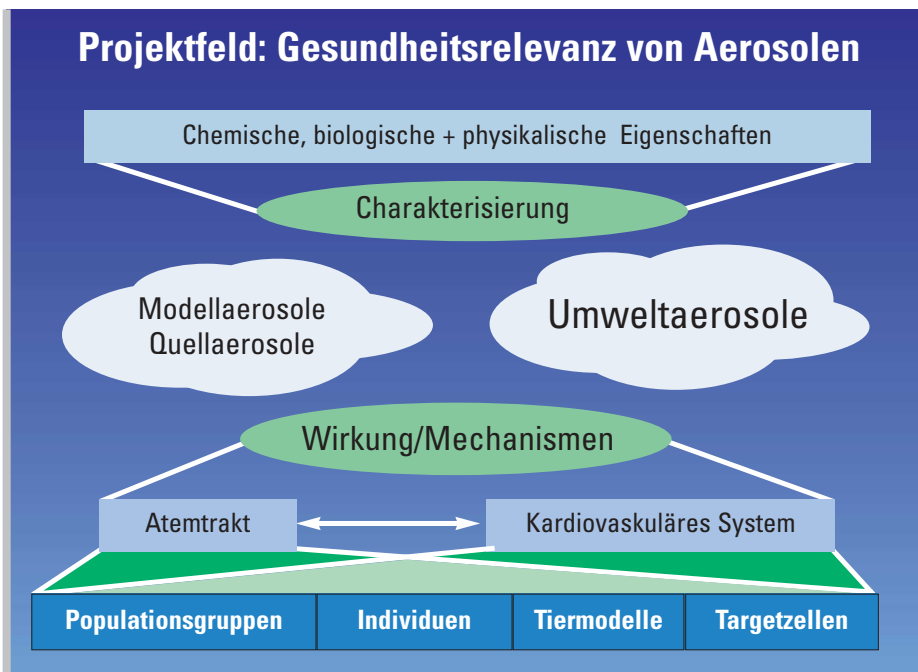 Projektfeld: Gesundheitsrelevanz von Aerosolen
Chemische, biologische + physikalische Eigenschaften
Charakterisierung
Modellaerosole
Quellaerosole
Umweltaerosole
Wirkung/Mechanismen
Atemtrakt
Kardiovaskuläres System
Populationsgruppen
Individuen
Tiermodelle
Targetzellen